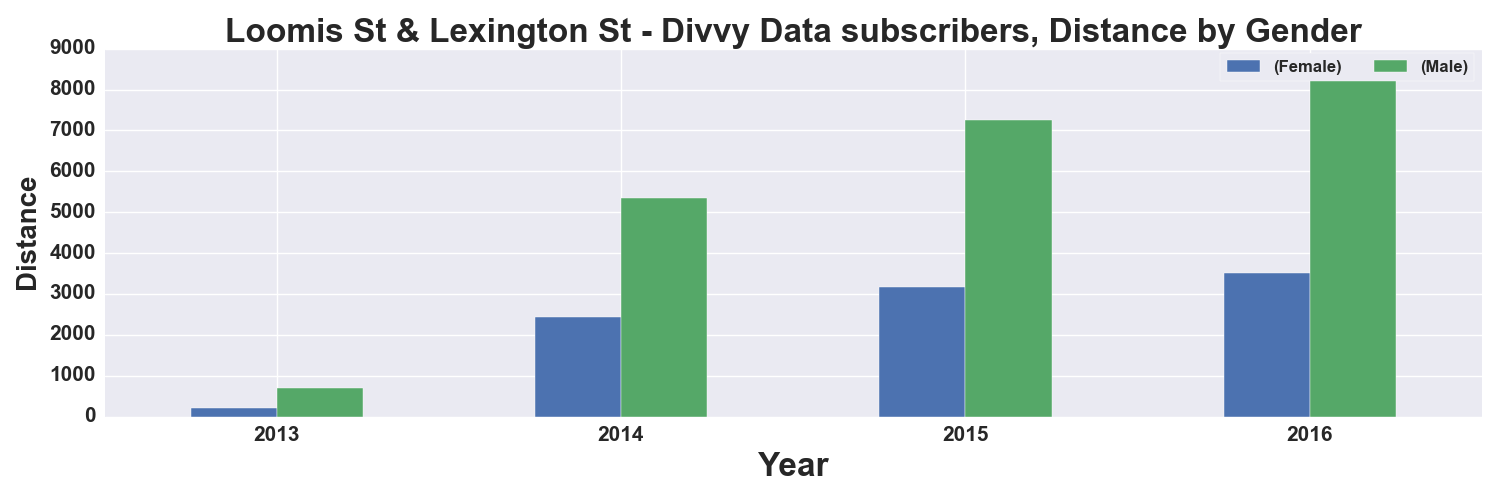 Loomis St & Lexington St - Divvy Data subscribers, Distance by Gender
(Female) (Male)
9000
8000
7000
6000
5000
4000
3000
2000
1000
0
Distance
2013 2014 2015 2016
Year